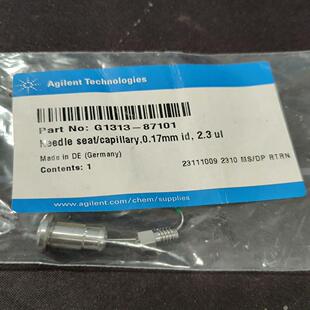 Agilent Technologies
Part No: G1313-87101
Needle seat/capillary,0.17mm id, 2.3 ul
Made in DE (Germany)
23111009 2310 MS/DP RTRN
Contents: 1
www.agilent.com/chem/supplies